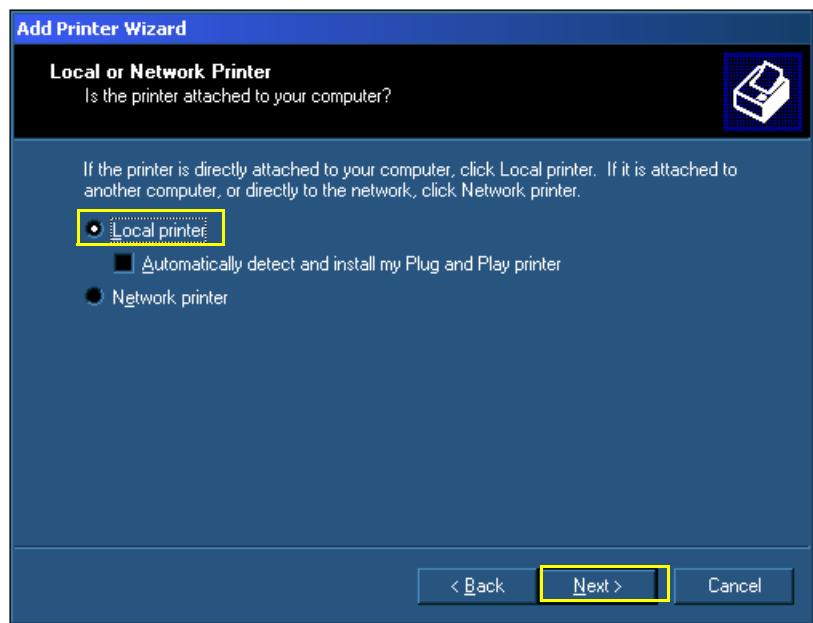 Add Printer Wizard
Local or Network Printer
Is the printer attached to your computer?
If the printer is directly attached to your computer, click Local printer.  If it is attached to
another computer, or directly to the network, click Network printer.
Local printer
Automatically detect and install my Plug and Play printer
Network printer
< Back Next > Cancel